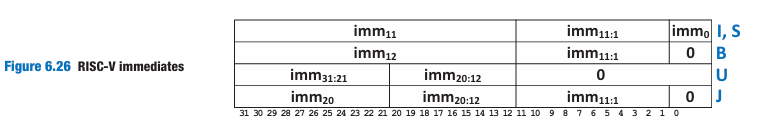 imm11 imm11:1 imm0 I, S
imm12 imm11:1 0 B
Figure 6.26 RISC-V immediates
imm31:21 imm20:12 0 U
imm20 imm20:12 imm11:1 0 J
31 30 29 28 27 26 25 24 23 22 21 20 19 18 17 16 15 14 13 12 11 10 9 8 7 6 5 4 3 2 1 0